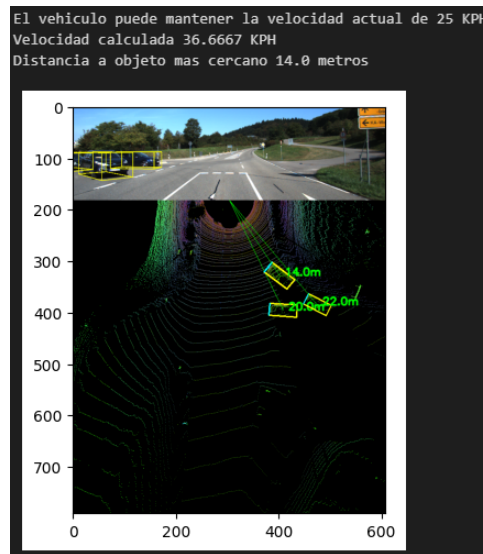 El vehiculo puede mantener la velocidad actual de 25 KPH
Velocidad calculada 36.6667 KPH
Distancia a objeto mas cercano 14.0 metros
0
100
200
300
400
500
600
700
14.0m
22.0m
20.0m
0
200
400
600